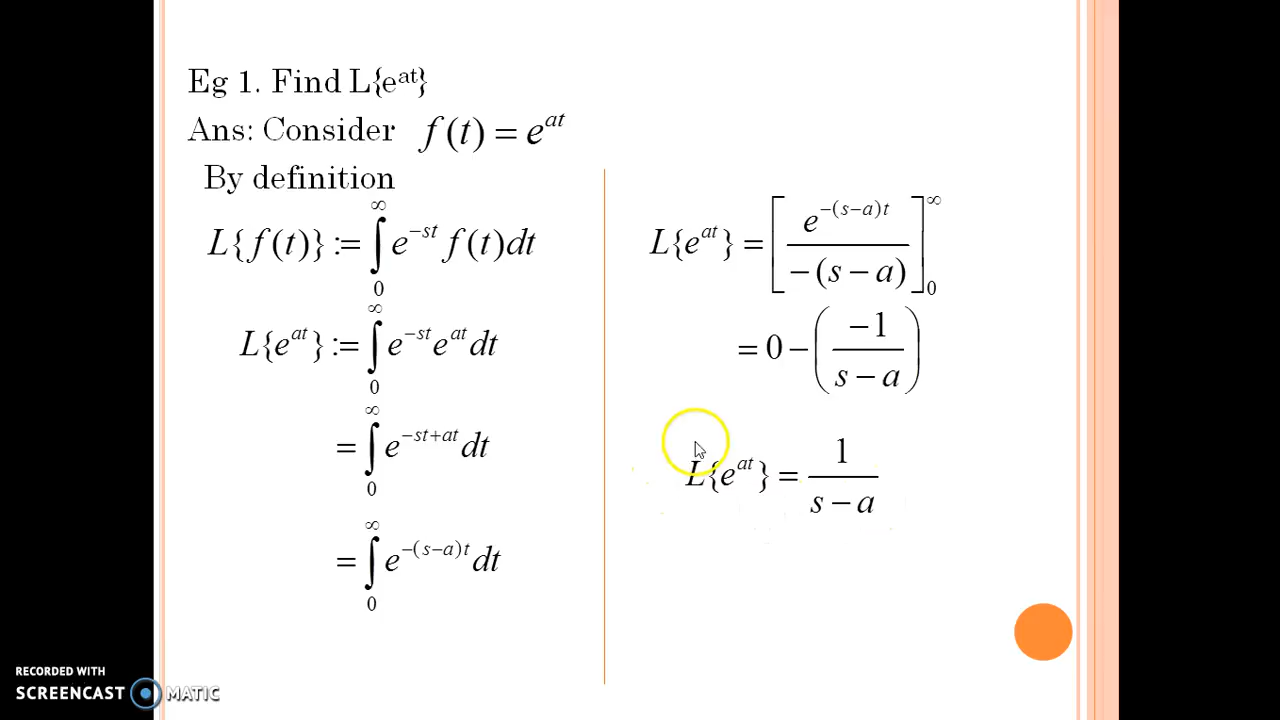 Eg 1. Find L{e^{at}}
Ans: Consider f(t) = e^{at}
By definition
L{f(t)} := ∫_0^∞ e^{-st} f(t)dt
L{e^{at}} := ∫_0^∞ e^{-st} e^{at} dt
= ∫_0^∞ e^{-st+at} dt
= ∫_0^∞ e^{-(s-a)t} dt
L{e^{at}} = [e^{-(s-a)t} / -(s-a)]_0^∞
= 0 - (-1 / s-a)
L{e^{at}} = 1 / s-a
RECORDED WITH
SCREENCAST MATIC